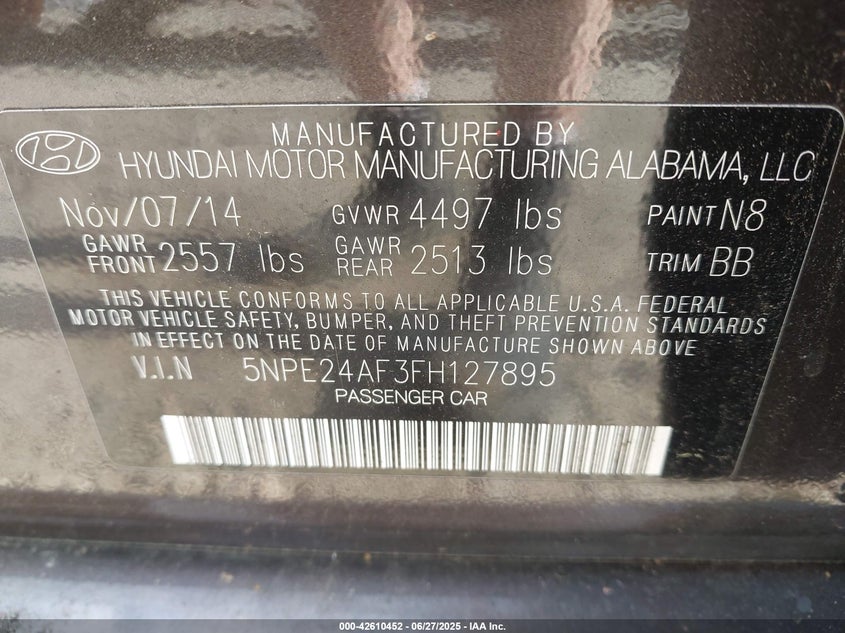 MANUFACTURED BY
HYUNDAI MOTOR MANUFACTURING ALABAMA, LLC
Nov/07/14 GVWR 4497 lbs PAINT N8
GAWR FRONT 2557 lbs GAWR REAR 2513 lbs TRIM BB
THIS VEHICLE CONFORMS TO ALL APPLICABLE U.S.A. FEDERAL
MOTOR VEHICLE SAFETY, BUMPER, AND THEFT PREVENTION STANDARDS
IN EFFECT ON THE DATE OF MANUFACTURE SHOWN ABOVE
V.I.N 5NPE24AF3FH127895
PASSENGER CAR
000-42610452 - 06/27/2025 - IAA Inc.